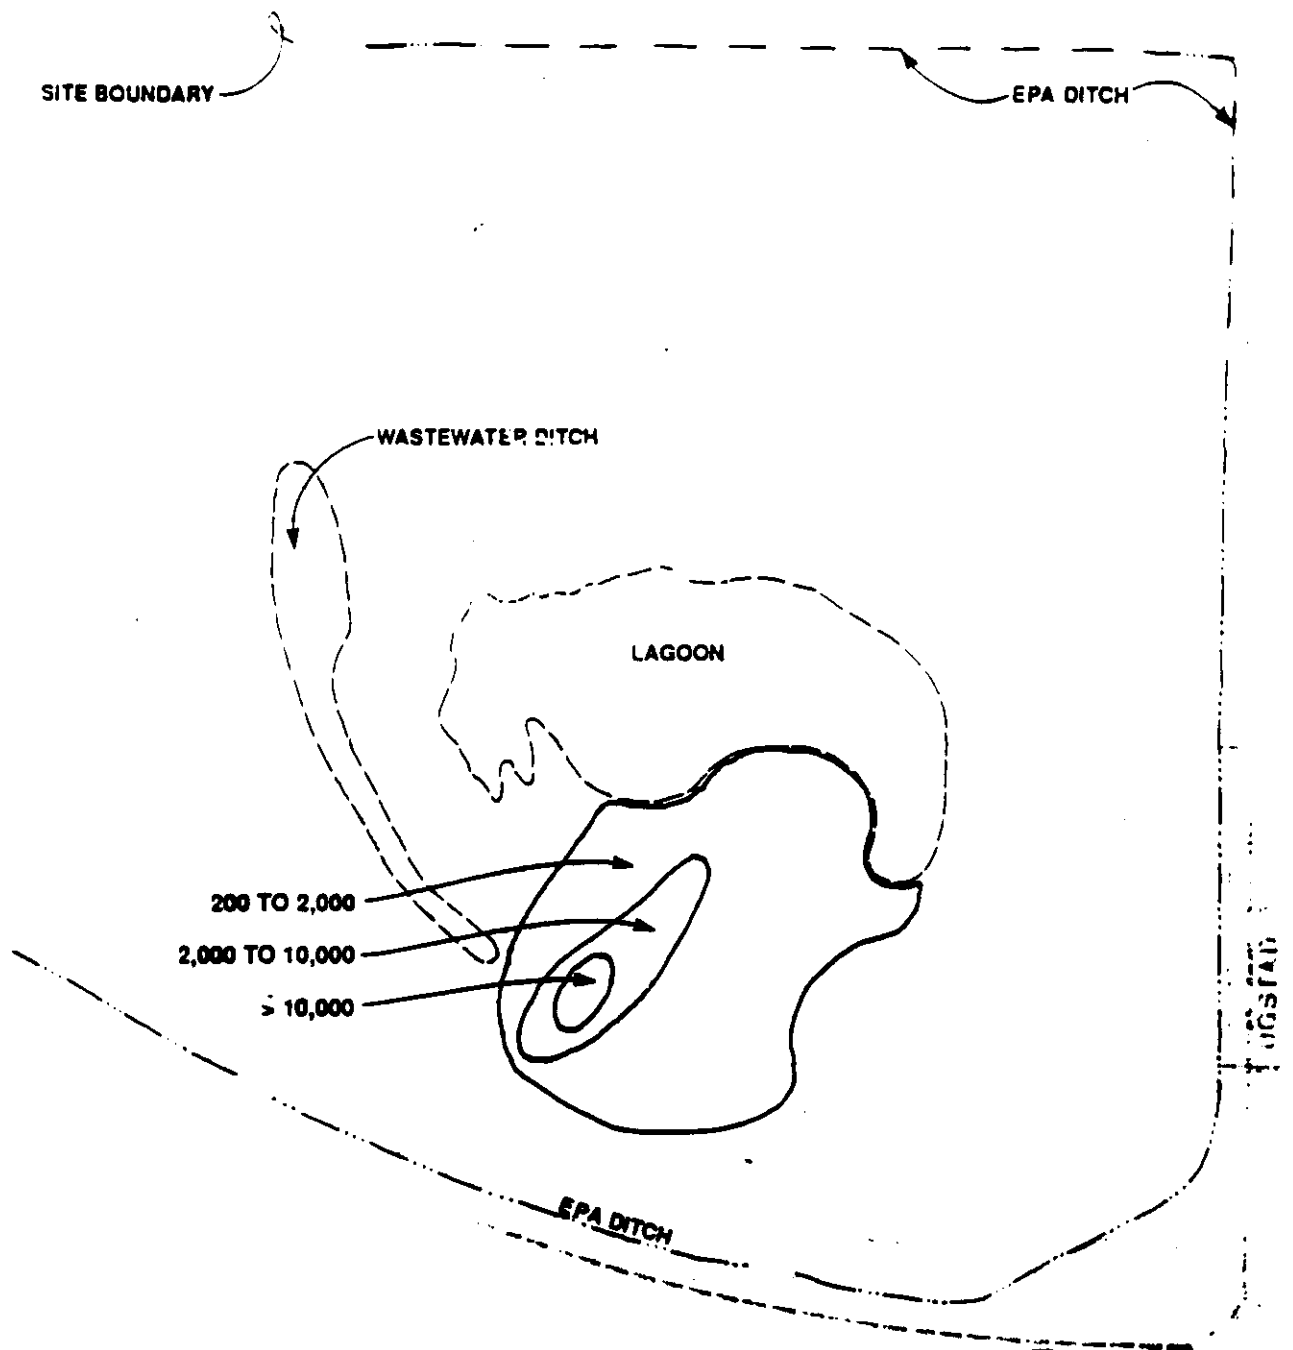 SITE BOUNDARY
EPA DITCH
WASTEWATER DITCH
LAGOON
200 TO 2,000
2,000 TO 10,000
> 10,000
EPA DITCH